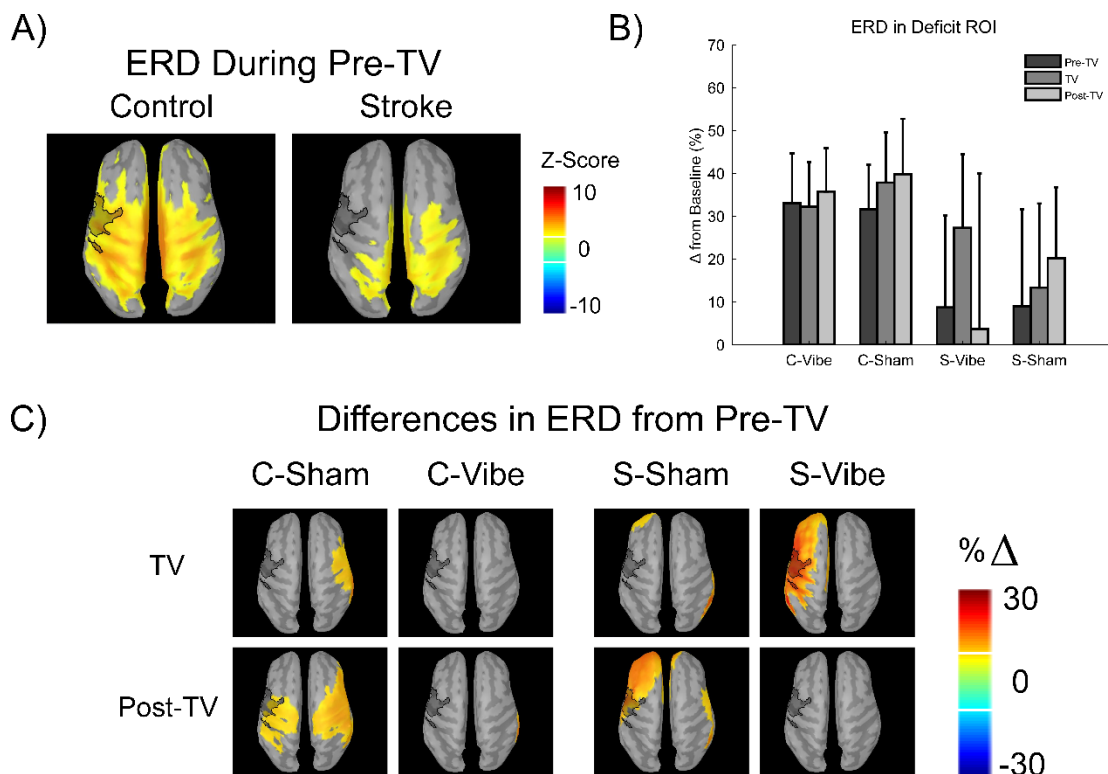 A)
ERD During Pre-TV
Control Stroke
Z-Score
10
0
-10
B)
ERD in Deficit ROI
Pre-TV
TV
Post-TV
Δ from Baseline (%)
70
60
50
40
30
20
10
0
C-Vibe C-Sham S-Vibe S-Sham
C)
Differences in ERD from Pre-TV
C-Sham C-Vibe S-Sham S-Vibe
TV
Post-TV
% Δ
30
0
-30